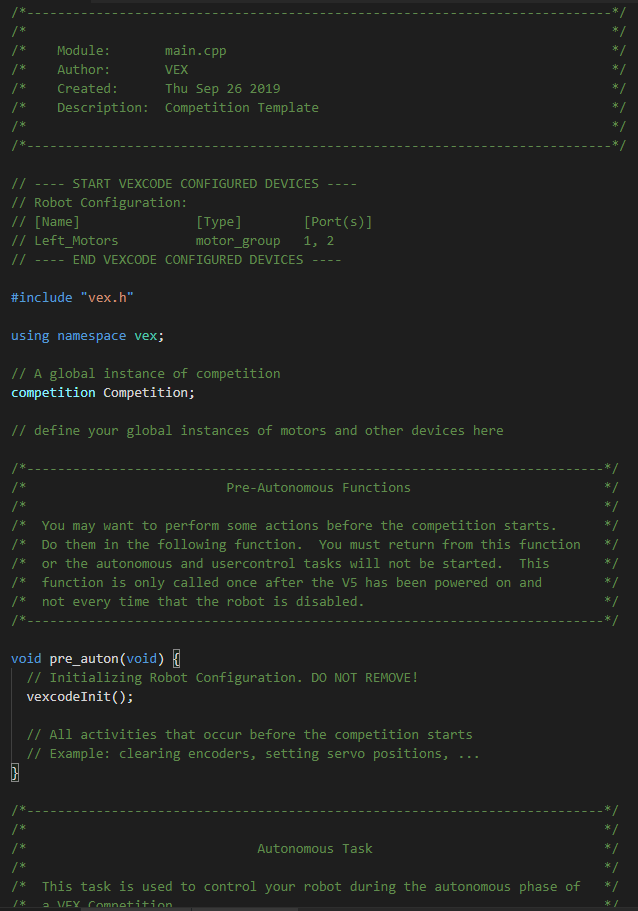 /*----------------------------------------------------------------------------*/
/*                                                                            */
/*    Module:       main.cpp                                                  */
/*    Author:       VEX                                                       */
/*    Created:      Thu Sep 26 2019                                           */
/*    Description:  Competition Template                                      */
/*                                                                            */
/*----------------------------------------------------------------------------*/

// ---- START VEXCODE CONFIGURED DEVICES ----
// Robot Configuration:
// [Name]               [Type]        [Port(s)]
// Left_Motors          motor_group   1, 2
// ---- END VEXCODE CONFIGURED DEVICES ----

#include "vex.h"

using namespace vex;

// A global instance of competition
competition Competition;

// define your global instances of motors and other devices here

/*---------------------------------------------------------------------------*/
/*                          Pre-Autonomous Functions                         */
/*                                                                           */
/*  You may want to perform some actions before the competition starts.      */
/*  Do them in the following function.  You must return from this function   */
/*  or the autonomous and usercontrol tasks will not be started.  This       */
/*  function is only called once after the V5 has been powered on and        */
/*  not every time that the robot is disabled.                               */
/*---------------------------------------------------------------------------*/

void pre_auton(void) {
  // Initializing Robot Configuration. DO NOT REMOVE!
  vexcodeInit();

  // All activities that occur before the competition starts
  // Example: clearing encoders, setting servo positions, ...
}

/*---------------------------------------------------------------------------*/
/*                                                                           */
/*                              Autonomous Task                              */
/*                                                                           */
/*  This task is used to control your robot during the autonomous phase of   */
/*  a VEX Competition                                                        */